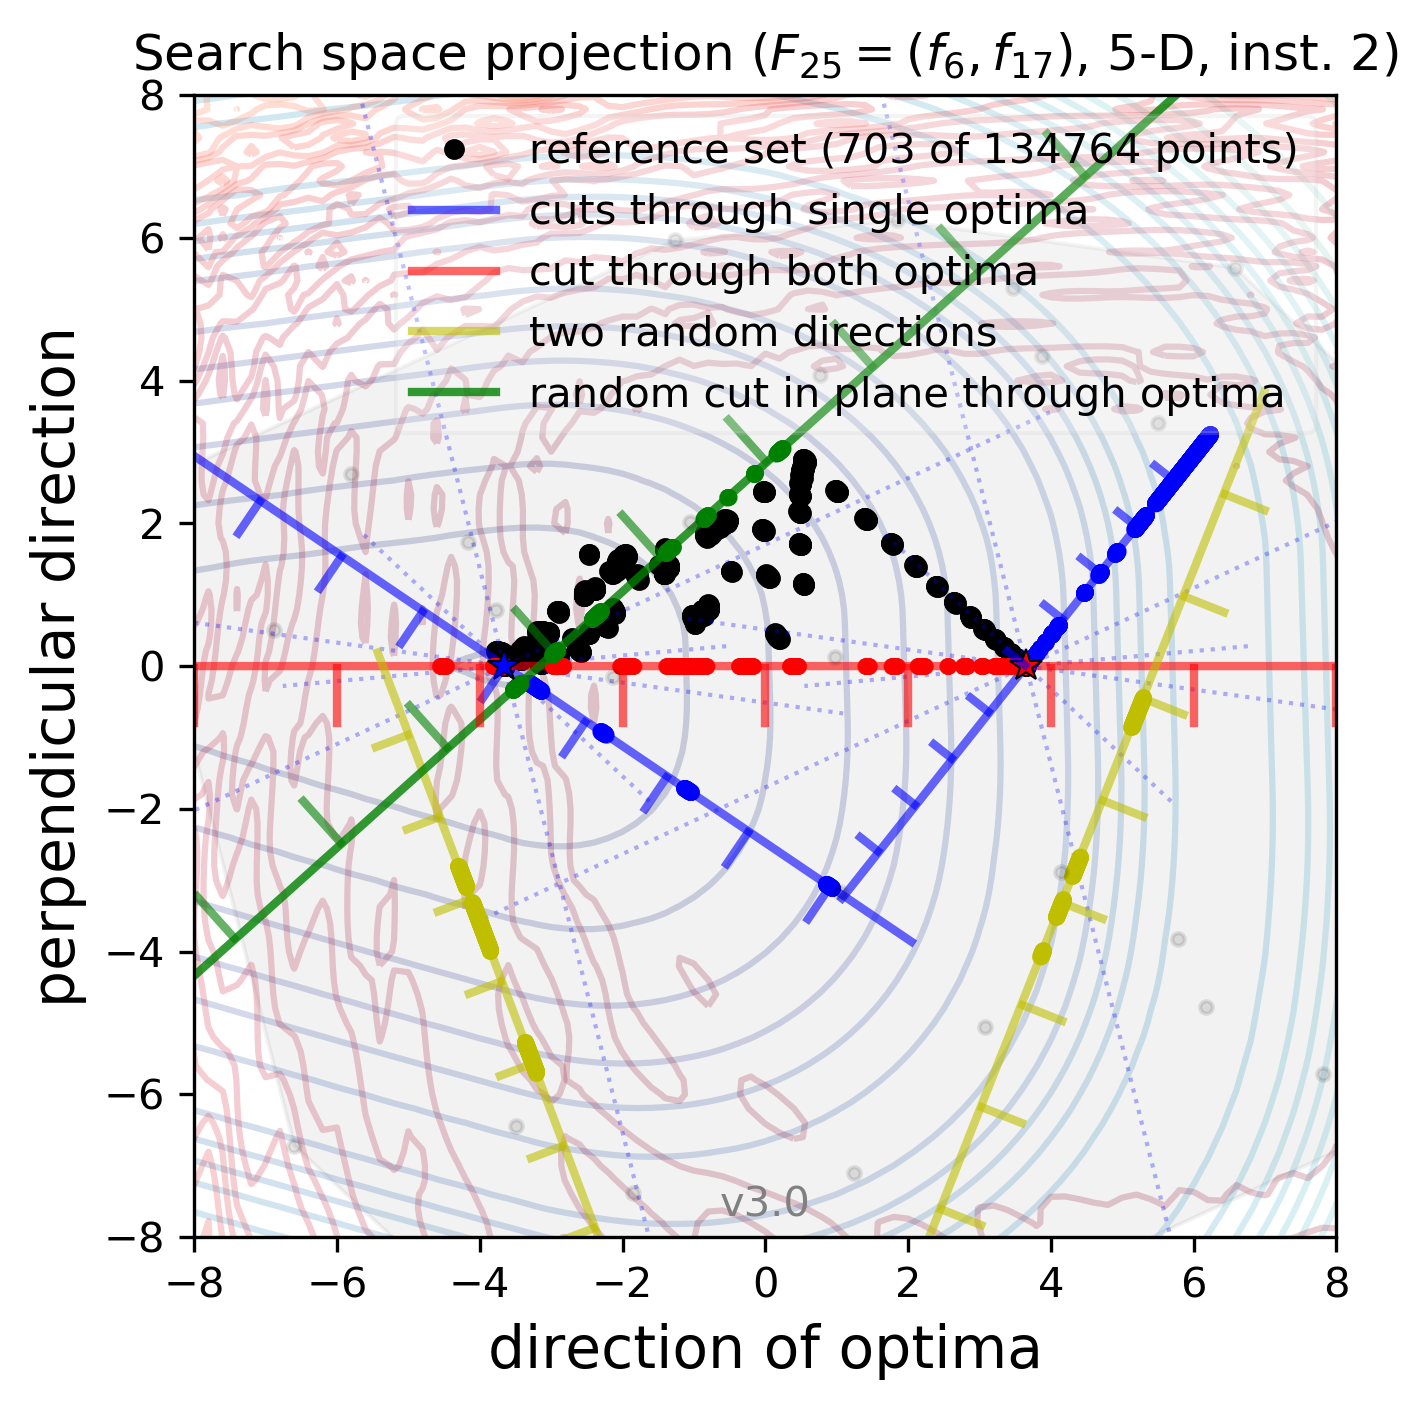 Search space projection (F₂₅ = (f₆, f₁₇), 5-D, inst. 2)
8
6
4
2
0
−2
−4
−6
−8
perpendicular direction
reference set (703 of 134764 points)
cuts through single optima
cut through both optima
two random directions
random cut in plane through optima
v3.0
−8 −6 −4 −2 0 2 4 6 8
direction of optima